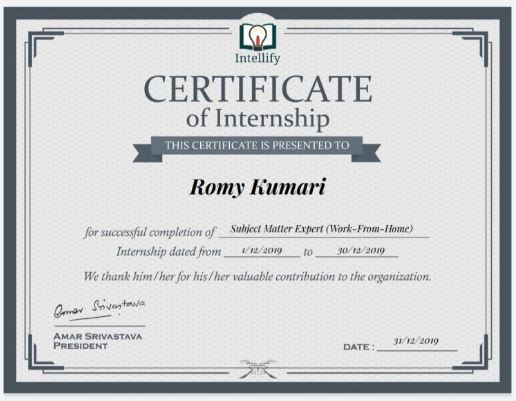 Intellify
CERTIFICATE
of Internship
THIS CERTIFICATE IS PRESENTED TO
Romy Kumari
for successful completion of Subject Matter Expert (Work-From-Home)
Internship dated from 1/12/2019 to 30/12/2019
We thank him/her for his/her valuable contribution to the organization.
Amar Srivastava
AMAR SRIVASTAVA
PRESIDENT
DATE : 31/12/2019